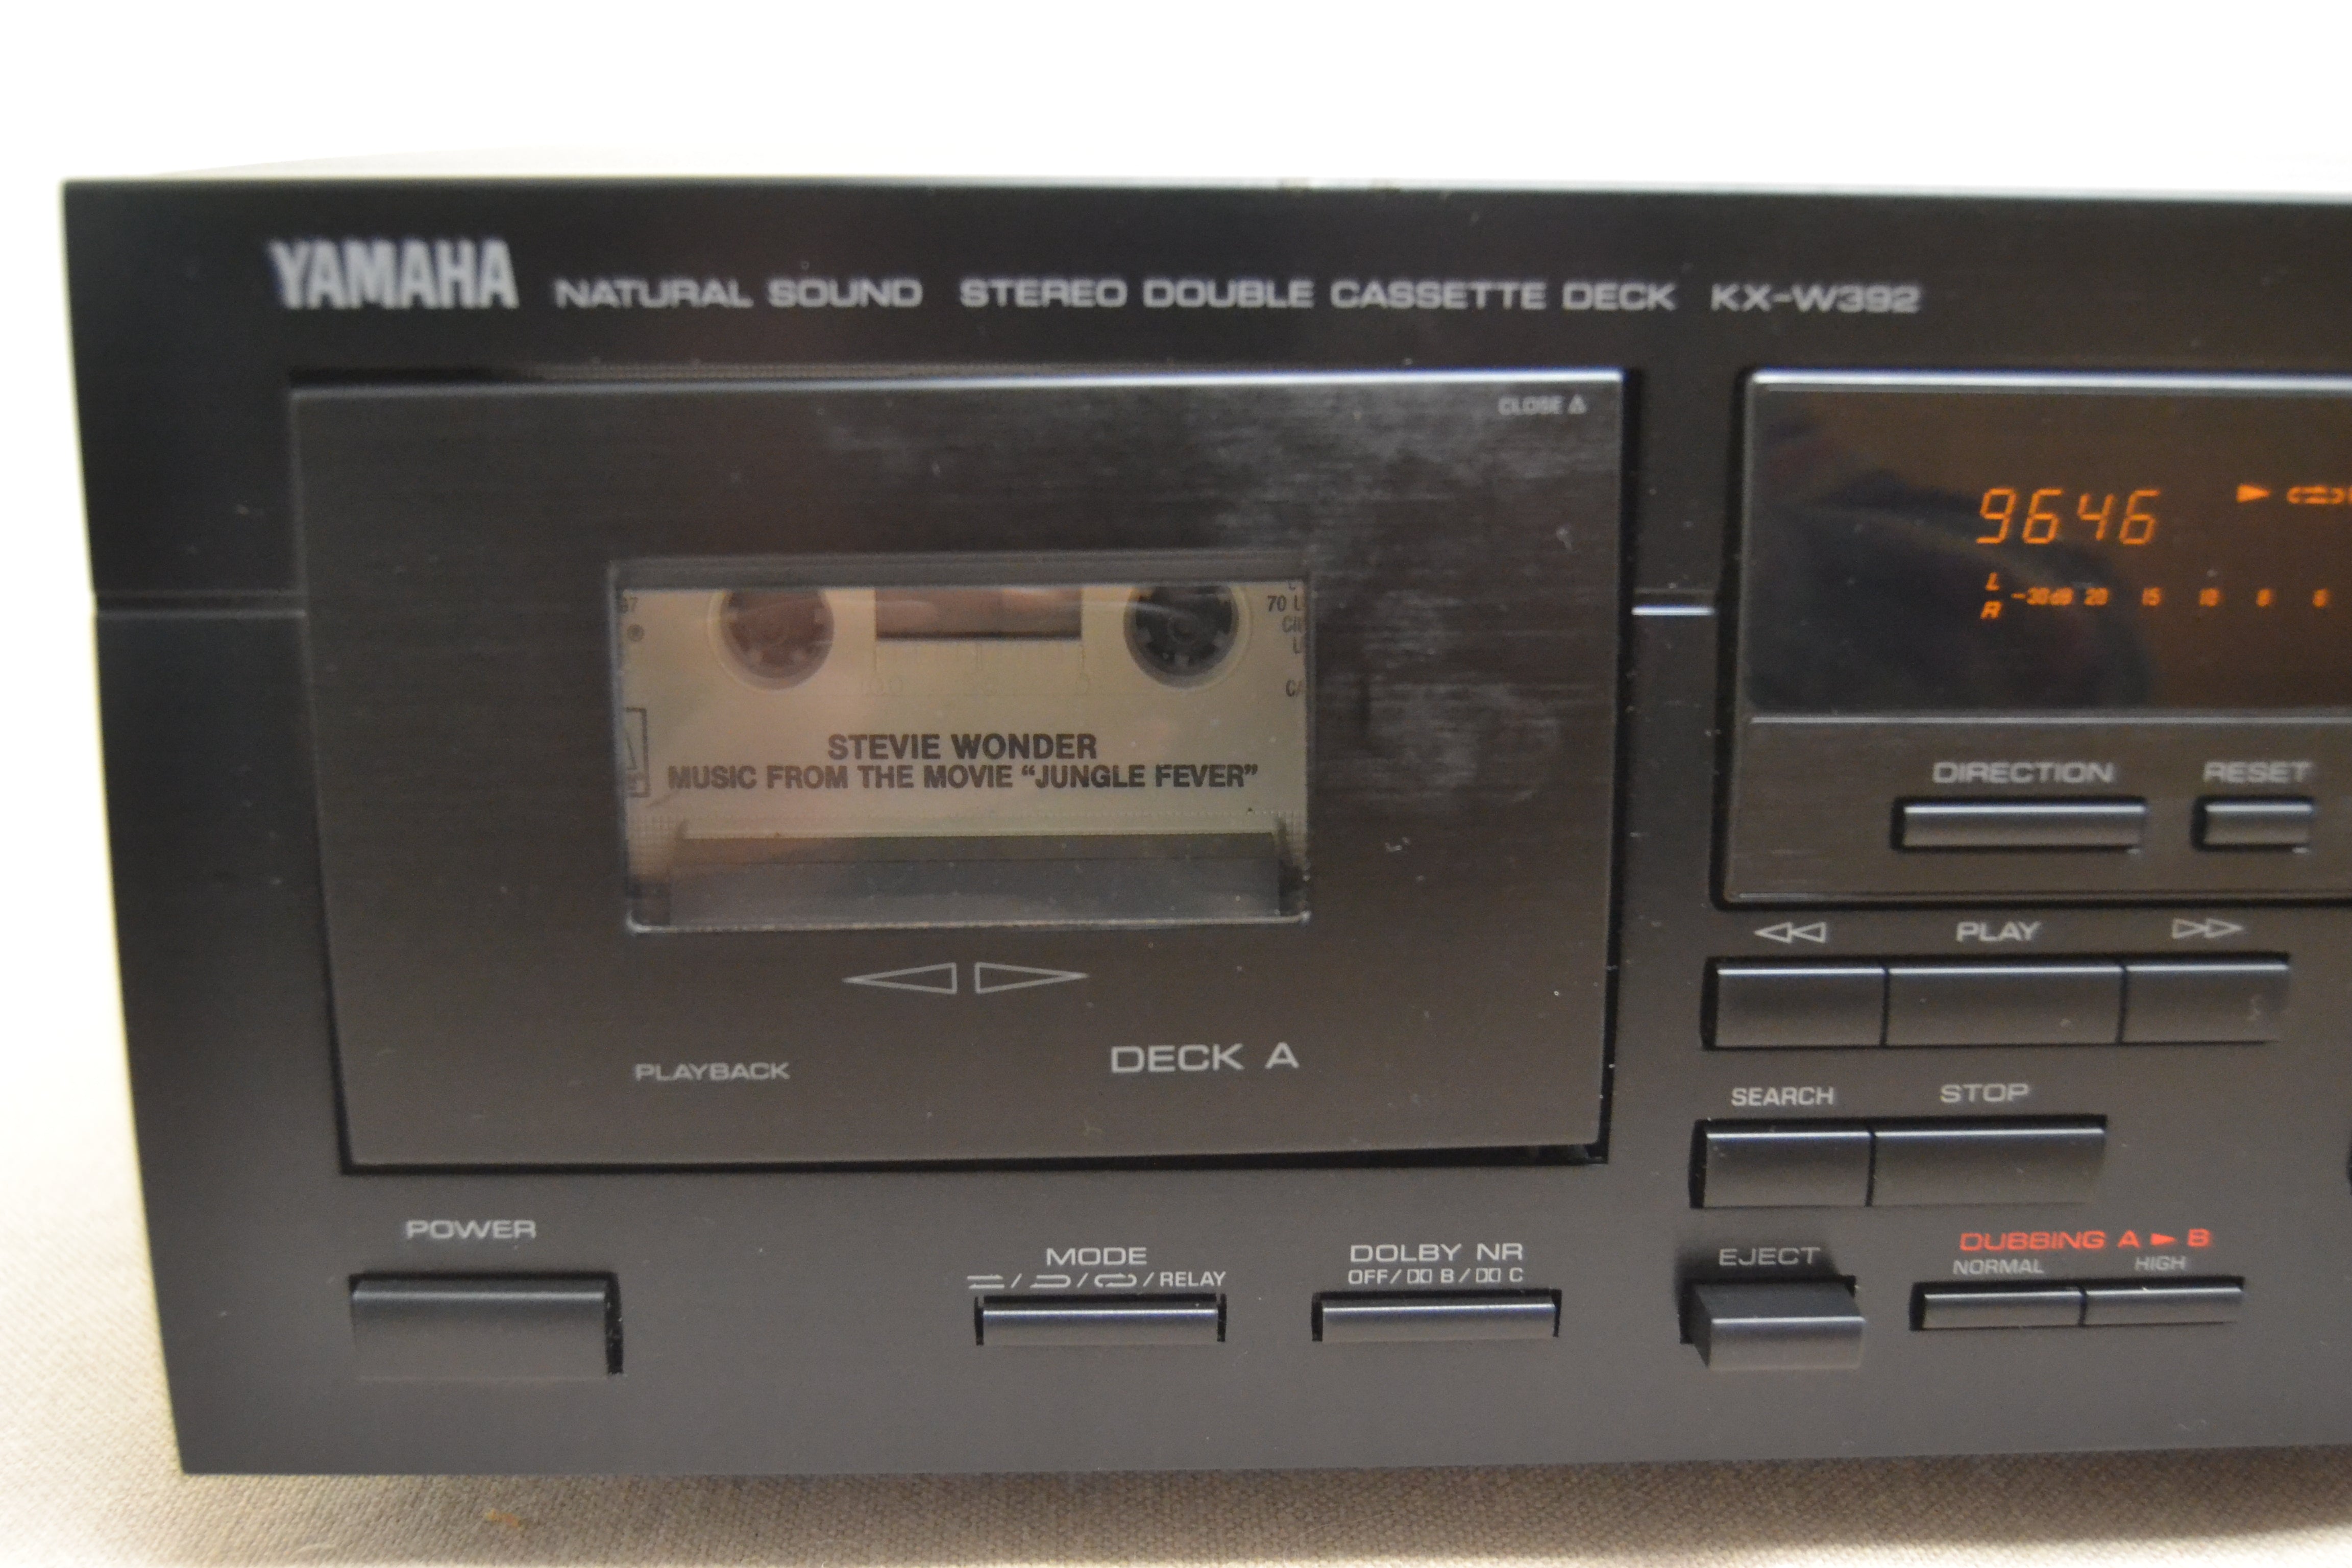 YAMAHA NATURAL SOUND STEREO DOUBLE CASSETTE DECK KX-W392
CLOSE
9646
L
R
-30dB 20 15 10 8 6
70
STEVIE WONDER
MUSIC FROM THE MOVIE “JUNGLE FEVER”
DIRECTION RESET
PLAY
PLAYBACK DECK A
SEARCH STOP
POWER
MODE
/ / / RELAY
DOLBY NR
OFF/ B / C
EJECT
DUBBING A ► B
NORMAL HIGH